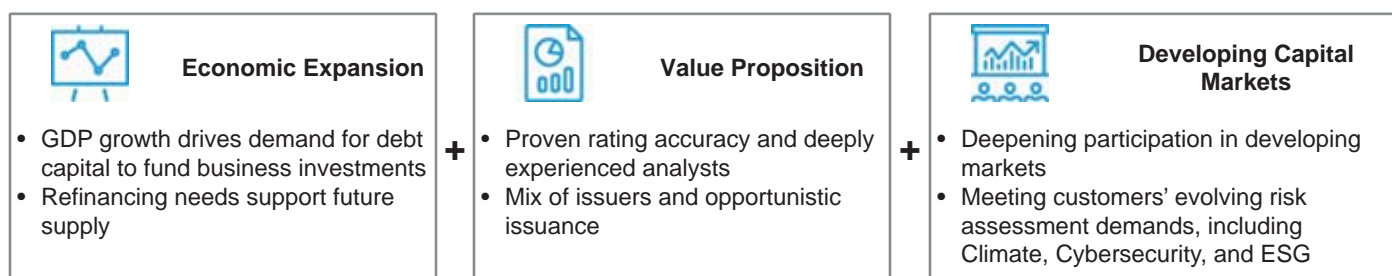 Economic Expansion
• GDP growth drives demand for debt
capital to fund business investments
• Refinancing needs support future
supply
+
Value Proposition
• Proven rating accuracy and deeply
experienced analysts
• Mix of issuers and opportunistic
issuance
+
Developing Capital
Markets
• Deepening participation in developing
markets
• Meeting customers’ evolving risk
assessment demands, including
Climate, Cybersecurity, and ESG